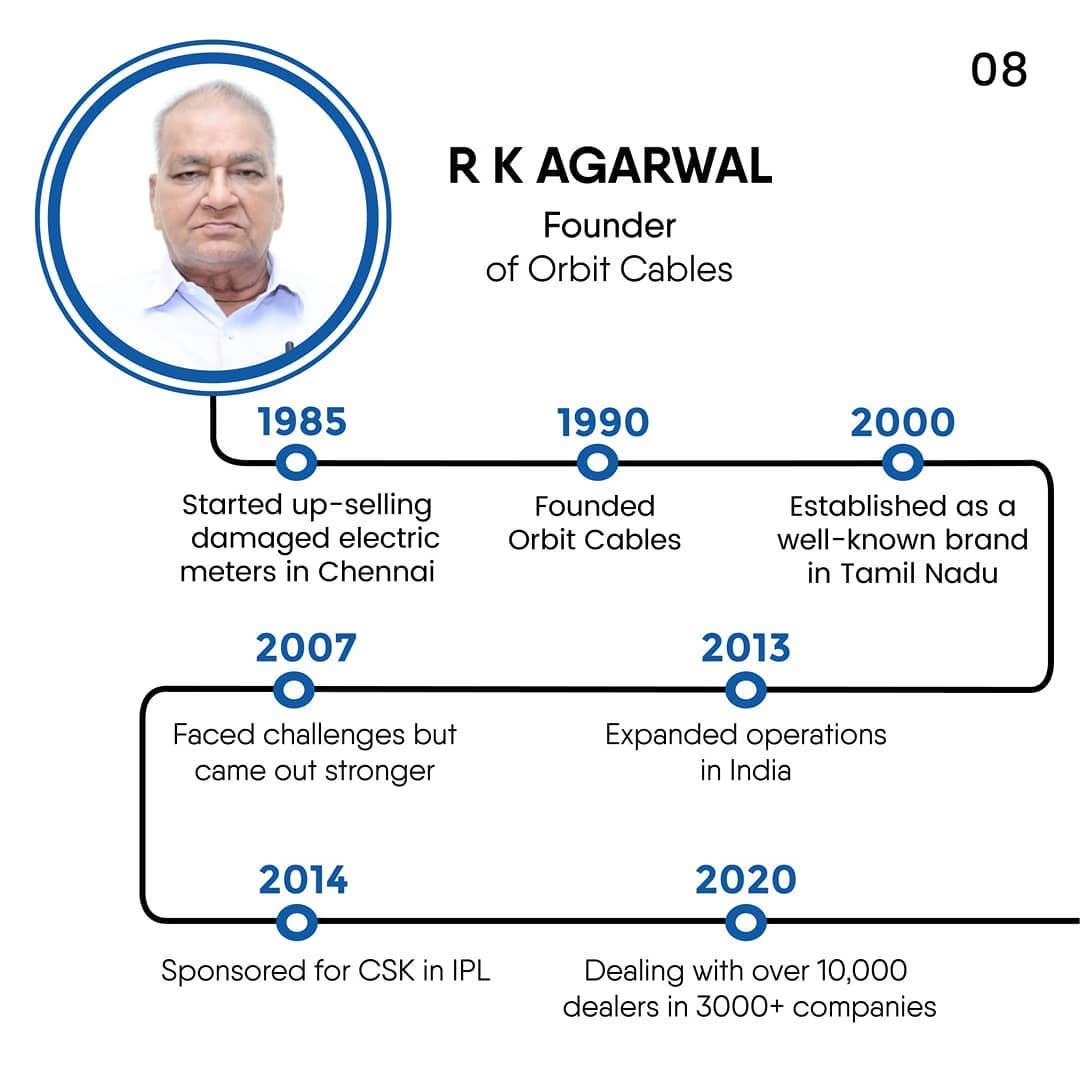 08
R K AGARWAL
Founder
of Orbit Cables
1985
Started up-selling
damaged electric
meters in Chennai
1990
Founded
Orbit Cables
2000
Established as a
well-known brand
in Tamil Nadu
2007
Faced challenges but
came out stronger
2013
Expanded operations
in India
2014
Sponsored for CSK in IPL
2020
Dealing with over 10,000
dealers in 3000+ companies